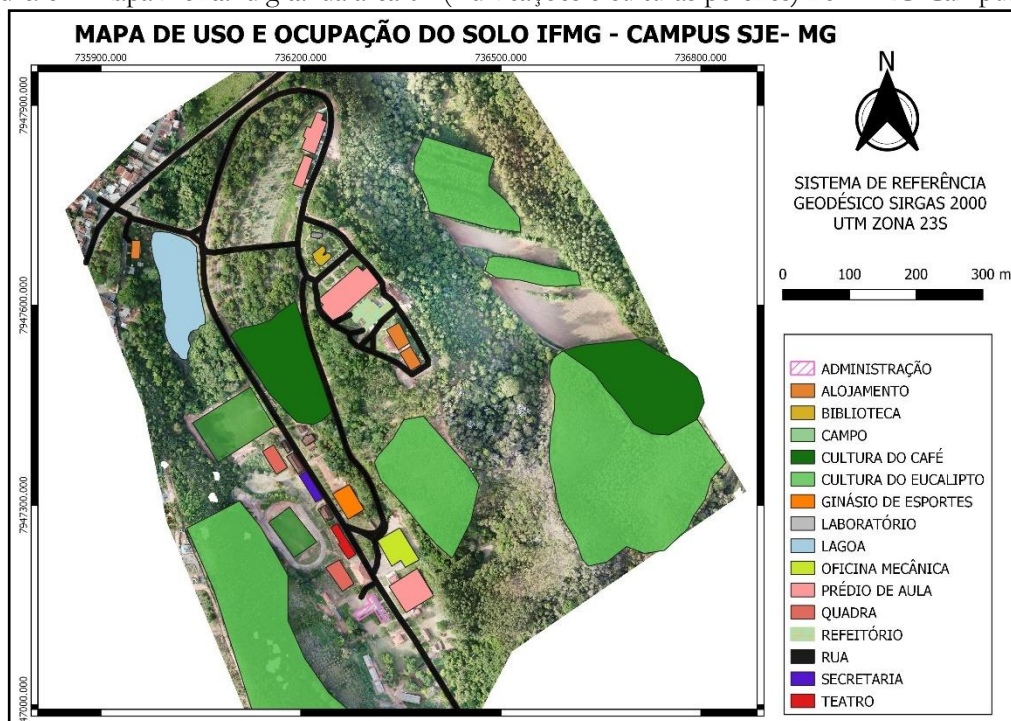 MAPA DE USO E OCUPAÇÃO DO SOLO IFMG - CAMPUS SJE- MG
735900.000 736200.000 736500.000 736800.000
7947900.000
7947600.000
7947300.000
N
SISTEMA DE REFERÊNCIA
GEODÉSICO SIRGAS 2000
UTM ZONA 23S
0 100 200 300 m
ADMINISTRAÇÃO
ALOJAMENTO
BIBLIOTECA
CAMPO
CULTURA DO CAFÉ
CULTURA DO EUCALIPTO
GINÁSIO DE ESPORTES
LABORATÓRIO
LAGOA
OFICINA MECÂNICA
PRÉDIO DE AULA
QUADRA
REFEITÓRIO
RUA
SECRETARIA
TEATRO